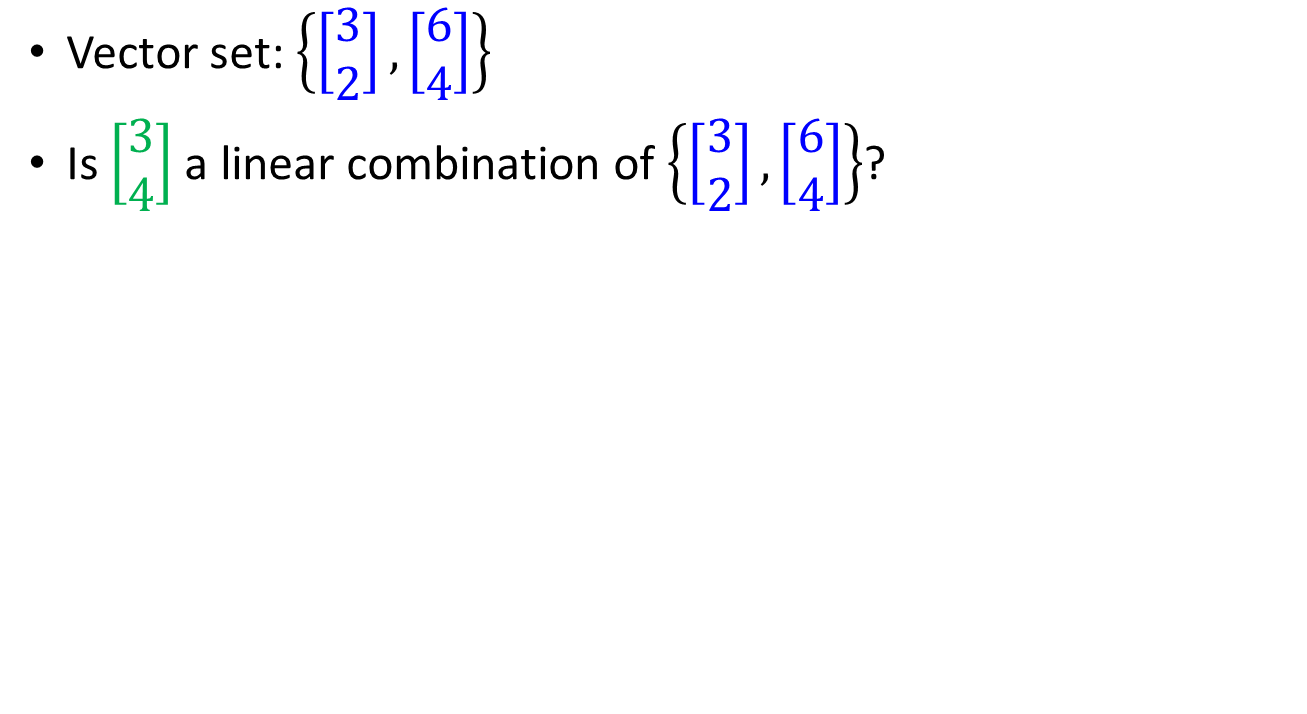 • Vector set: {[3 2], [6 4]}
• Is [3 4] a linear combination of {[3 2], [6 4]}?